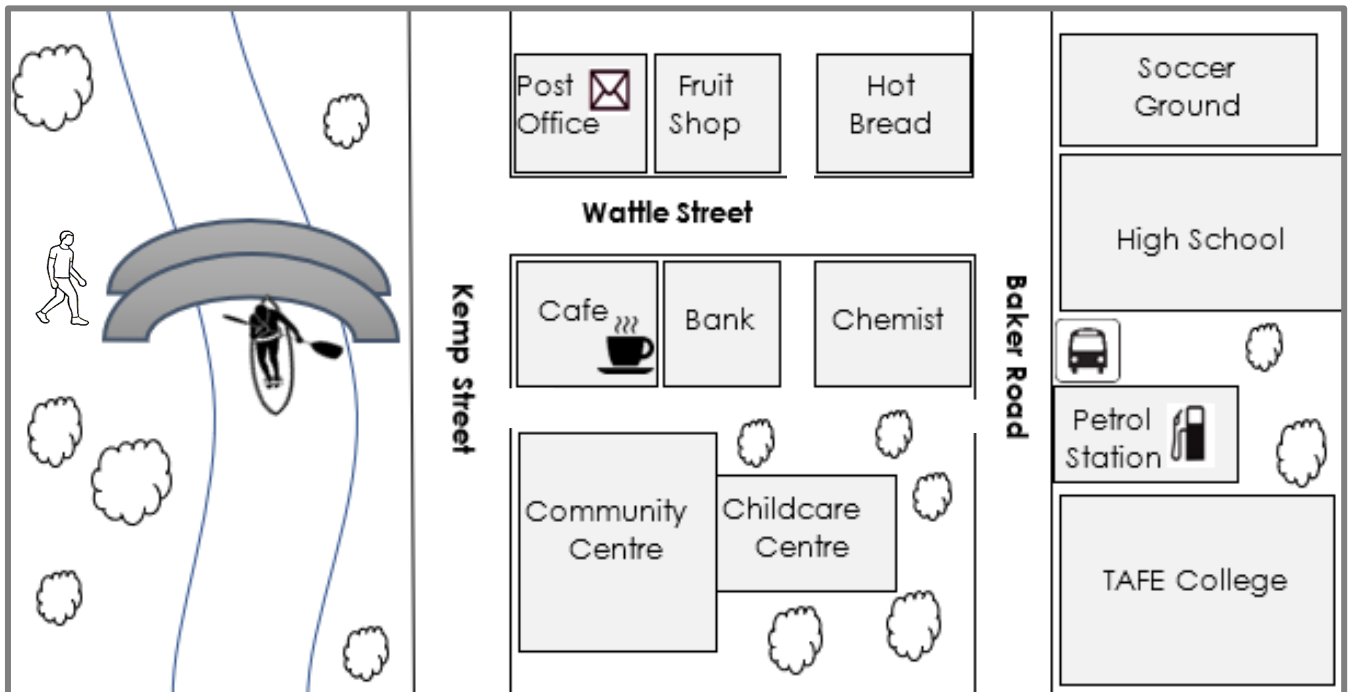 Post
Office
Fruit
Shop
Hot
Bread
Soccer
Ground
High School
Wattle Street
Kemp Street
Cafe
Bank
Chemist
Baker Road
Petrol
Station
Community
Centre
Childcare
Centre
TAFE College